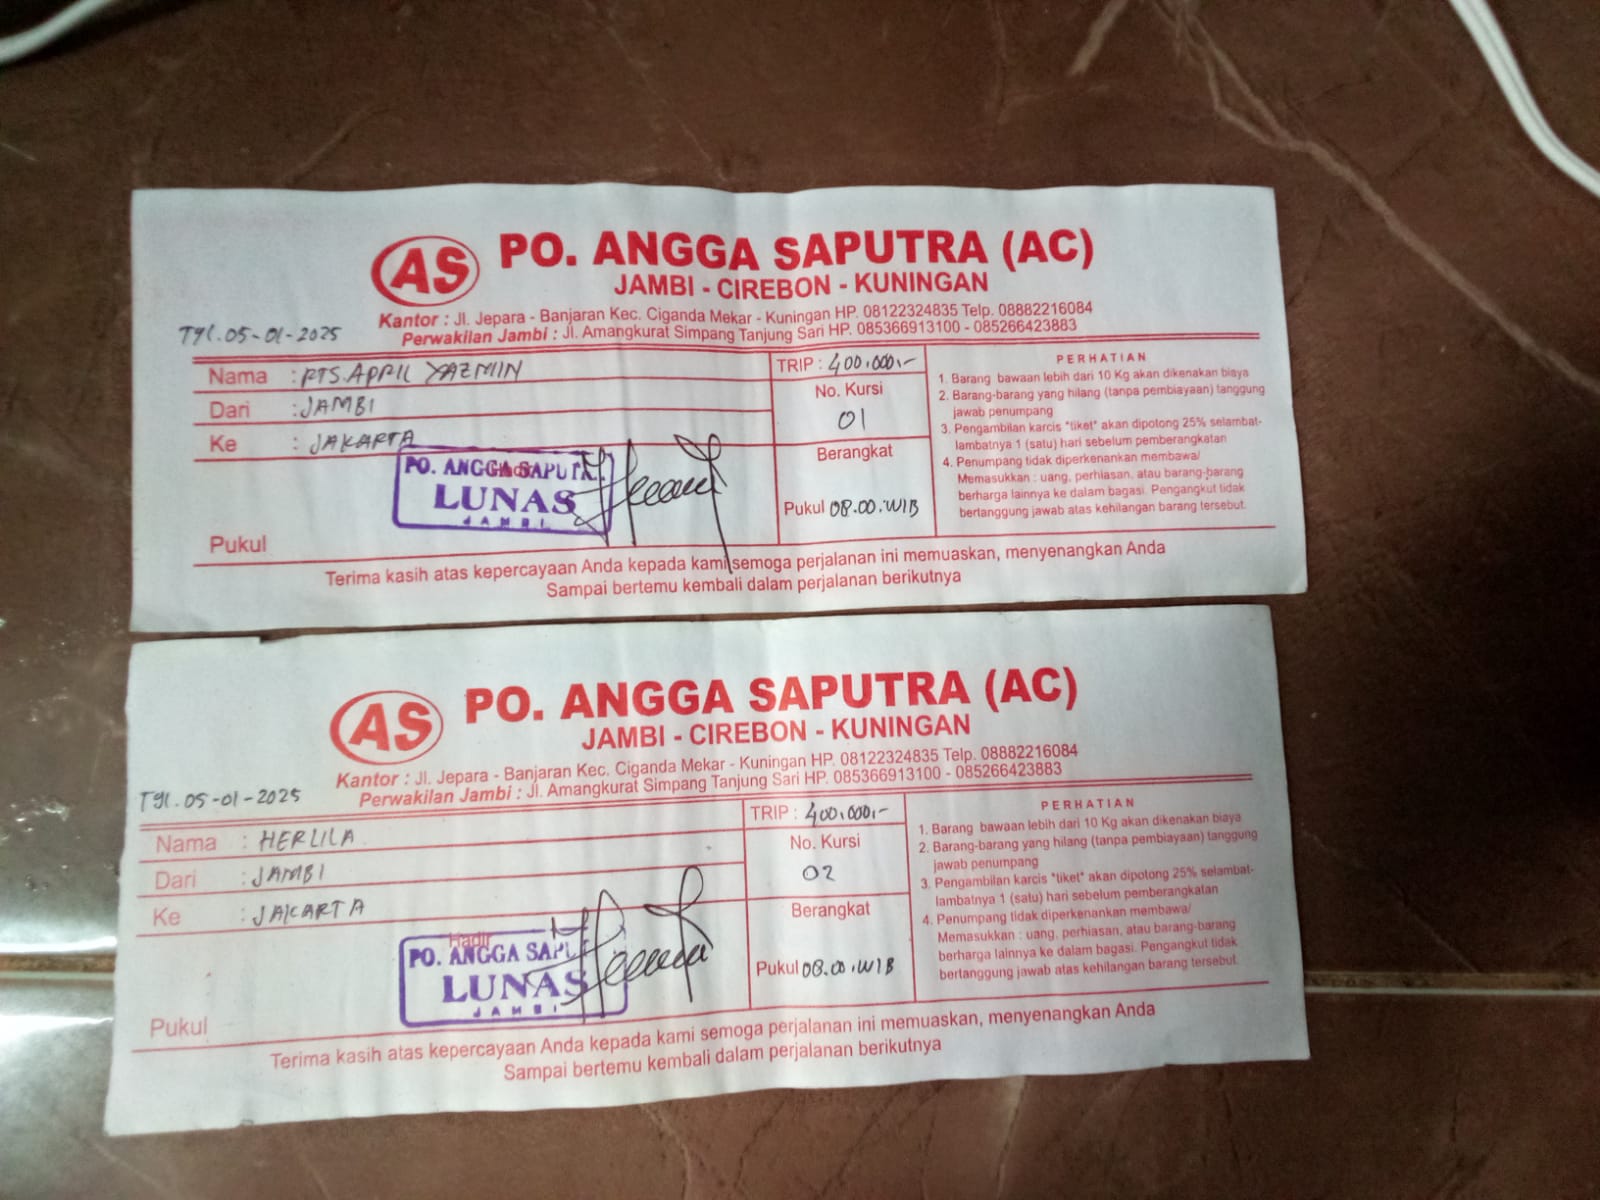 AS PO. ANGGA SAPUTRA (AC)
JAMBI - CIREBON - KUNINGAN
Kantor : Jl. Jepara - Banjaran Kec. Ciganda Mekar - Kuningan HP. 08122324835 Telp. 08882216084
Perwakilan Jambi : Jl. Amangkurat Simpang Tanjung Sari HP. 085366913100 - 085266423883
Tgl. 05-01-2025
Nama : RTS. APRIL YAZMIN
Dari : JAMBI
Ke : JAKARTA
Hadir
PO. ANGGA SAPUTRA
LUNAS
JAMBI
Pukul
TRIP : 400.000,-
No. Kursi
01
Berangkat
Pukul 08.00.WIB
PERHATIAN
1. Barang bawaan lebih dari 10 Kg akan dikenakan biaya
2. Barang-barang yang hilang (tanpa pembiayaan) tanggung
jawab penumpang
3. Pengambilan karcis "tiket" akan dipotong 25% selambat-
lambatnya 1 (satu) hari sebelum pemberangkatan
4. Penumpang tidak diperkenankan membawa/
Memasukkan : uang, perhiasan, atau barang-barang
berharga lainnya ke dalam bagasi. Pengangkut tidak
bertanggung jawab atas kehilangan barang tersebut.
Terima kasih atas kepercayaan Anda kepada kami semoga perjalanan ini memuaskan, menyenangkan Anda
Sampai bertemu kembali dalam perjalanan berikutnya
AS PO. ANGGA SAPUTRA (AC)
JAMBI - CIREBON - KUNINGAN
Kantor : Jl. Jepara - Banjaran Kec. Ciganda Mekar - Kuningan HP. 08122324835 Telp. 08882216084
Perwakilan Jambi : Jl. Amangkurat Simpang Tanjung Sari HP. 085366913100 - 085266423883
Tgl. 05-01-2025
Nama : HERLILA
Dari : JAMBI
Ke : JAKARTA
Hadir
PO. ANGGA SAPU
LUNAS
JAMBI
Pukul
TRIP : 400.000,-
No. Kursi
02
Berangkat
Pukul 08.00.WIB
PERHATIAN
1. Barang bawaan lebih dari 10 Kg akan dikenakan biaya
2. Barang-barang yang hilang (tanpa pembiayaan) tanggung
jawab penumpang
3. Pengambilan karcis "tiket" akan dipotong 25% selambat-
lambatnya 1 (satu) hari sebelum pemberangkatan
4. Penumpang tidak diperkenankan membawa/
Memasukkan : uang, perhiasan, atau barang-barang
berharga lainnya ke dalam bagasi. Pengangkut tidak
bertanggung jawab atas kehilangan barang tersebut.
Terima kasih atas kepercayaan Anda kepada kami semoga perjalanan ini memuaskan, menyenangkan Anda
Sampai bertemu kembali dalam perjalanan berikutnya